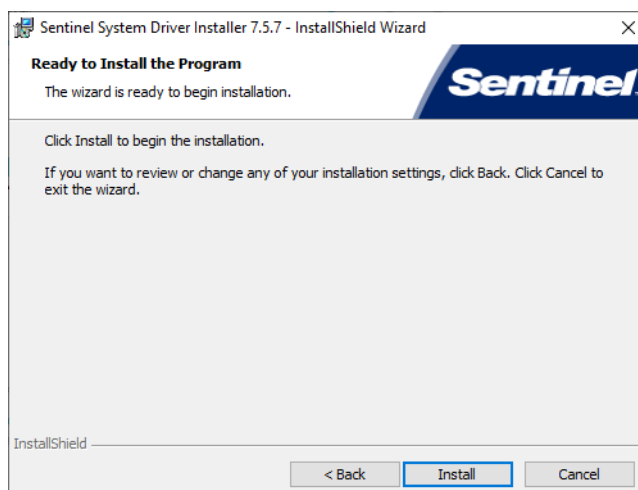 Sentinel System Driver Installer 7.5.7 - InstallShield Wizard
Ready to Install the Program
The wizard is ready to begin installation.
Sentinel
Click Install to begin the installation.
If you want to review or change any of your installation settings, click Back. Click Cancel to
exit the wizard.
InstallShield
< Back
Install
Cancel